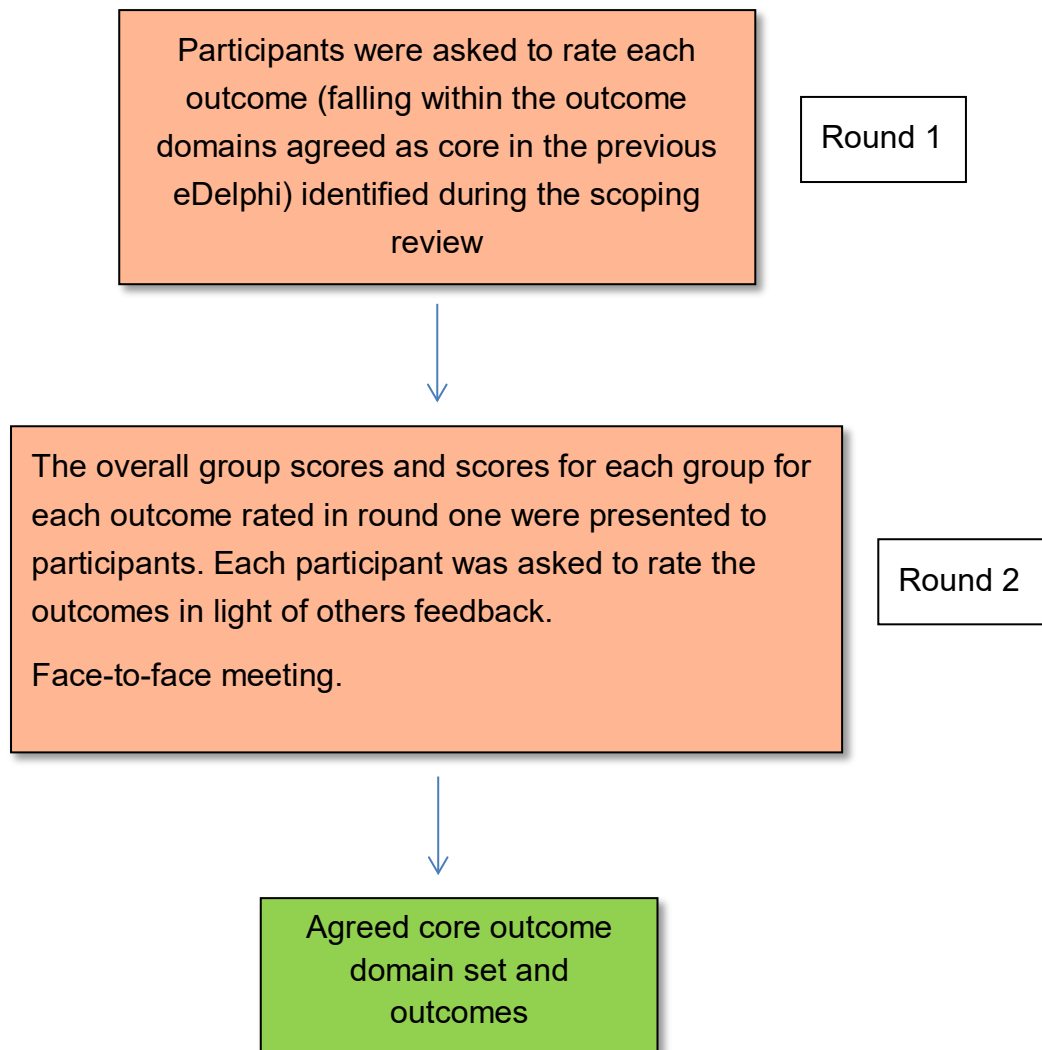 Participants were asked to rate each
outcome (falling within the outcome
domains agreed as core in the previous
eDelphi) identified during the scoping
review
Round 1
The overall group scores and scores for each group for
each outcome rated in round one were presented to
participants. Each participant was asked to rate the
outcomes in light of others feedback.
Face-to-face meeting.
Round 2
Agreed core outcome
domain set and
outcomes